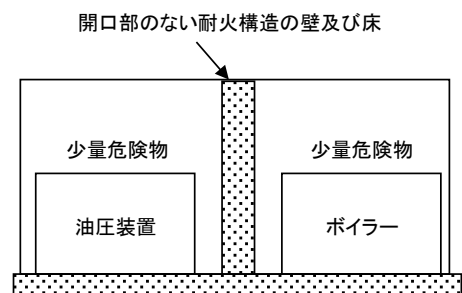 開口部のない耐火構造の壁及び床
少量危険物
少量危険物
油圧装置
ボイラー